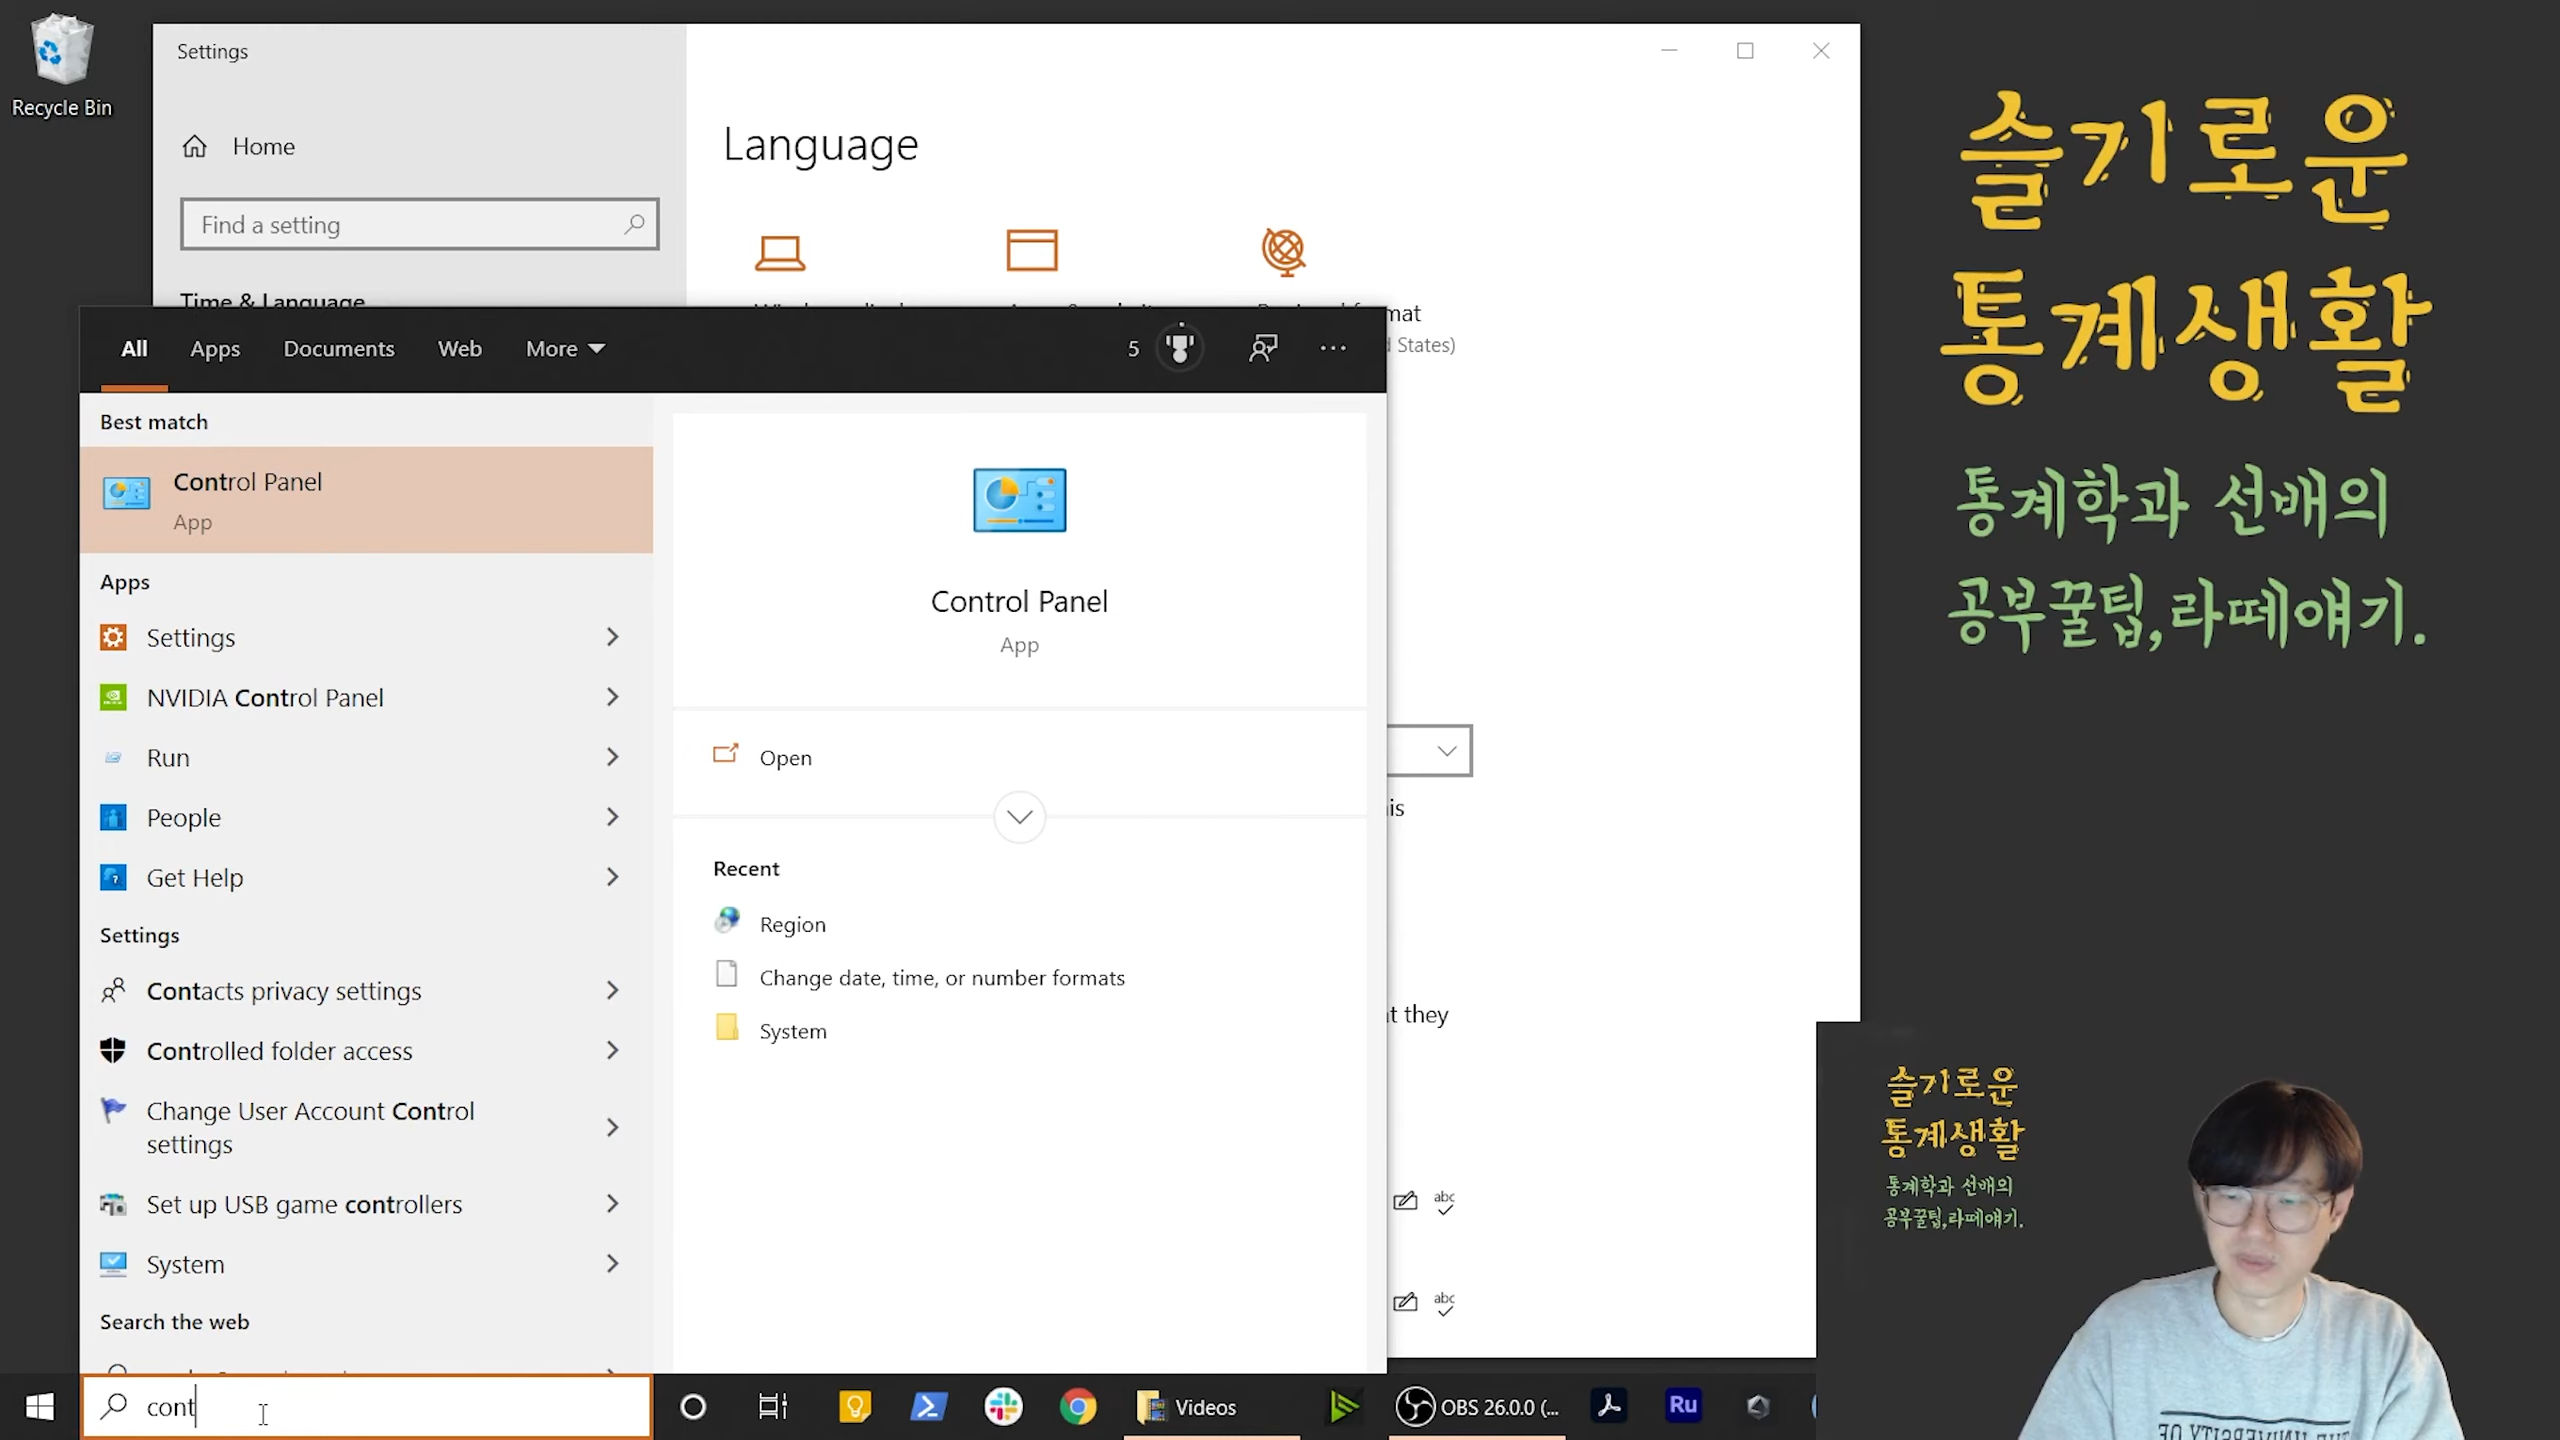 Recycle Bin
Settings
Home
Find a setting
Time & Language
Language
mat
d States)
All
Apps
Documents
Web
More
5
Best match
Control Panel
App
Apps
Settings
NVIDIA Control Panel
Run
People
Get Help
Settings
Contacts privacy settings
Controlled folder access
Change User Account Control
settings
Set up USB game controllers
System
Search the web
cont
Control Panel
App
Open
Recent
Region
Change date, time, or number formats
System
is
t they
abc
abc
Videos
OBS 26.0.0 (...
Ru
슬기로운
통계생활
통계학과 선배의
공부꿀팁,라떼얘기.
슬기로운
통계생활
통계학과 선배의
공부꿀팁,라떼얘기.